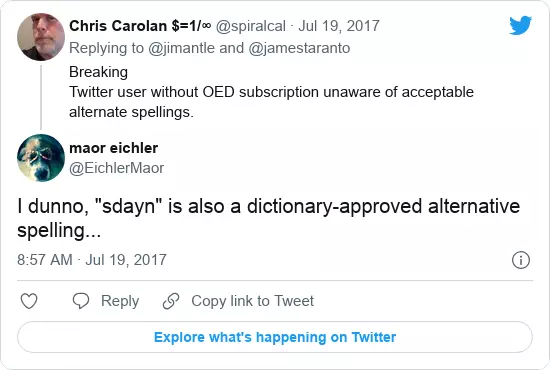 Chris Carolan $=1/∞ @spiralcal · Jul 19, 2017
Replying to @jimantle and @jamestaranto
Breaking
Twitter user without OED subscription unaware of acceptable
alternate spellings.
maor eichler
@EichlerMaor
I dunno, "sdayn" is also a dictionary-approved alternative
spelling...
8:57 AM · Jul 19, 2017
Reply
Copy link to Tweet
Explore what's happening on Twitter